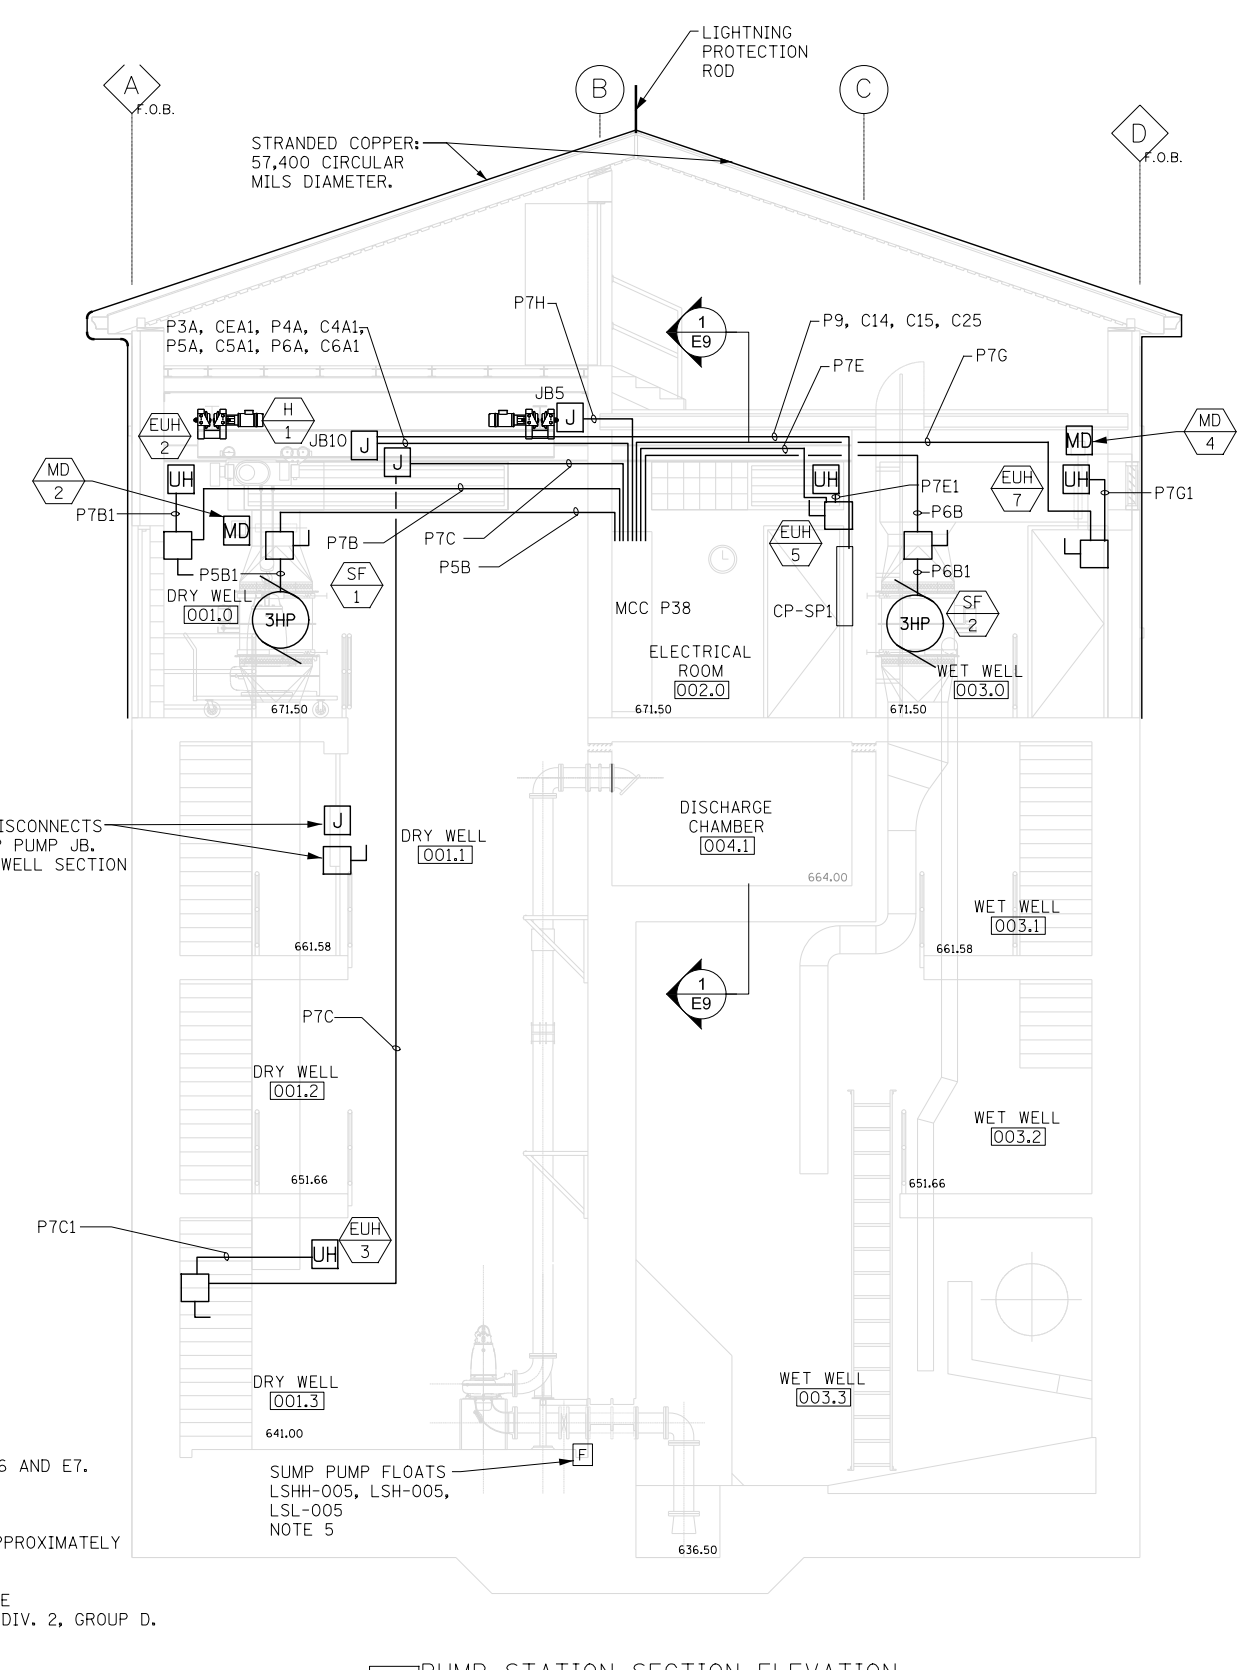 LIGHTNING
PROTECTION
ROD
A
F.O.B.
B
C
D
F.O.B.
STRANDED COPPER:
57,400 CIRCULAR
MILS DIAMETER.
P7H
1
E9
P3A, CEA1, P4A, C4A1,
P5A, C5A1, P6A, C6A1
P9, C14, C15, C25
P7E
P7G
JB5
J
H
1
EUH
2
JB10
J
J
MD
MD
4
MD
2
UH
UH
UH
EUH
7
P7G1
P7E1
P7B1
MD
P7B
P7C
P5B
P6B
EUH
5
P5B1
SF
1
P6B1
DRY WELL
001.0
3HP
MCC P38
CP-SP1
3HP
SF
2
ELECTRICAL
ROOM
002.0
WET WELL
003.0
671.50
671.50
671.50
ISCONNECTS
P PUMP JB.
WELL SECTION
J
DRY WELL
001.1
DISCHARGE
CHAMBER
004.1
664.00
WET WELL
003.1
661.58
661.58
1
E9
P7C
DRY WELL
001.2
WET WELL
003.2
651.66
651.66
P7C1
EUH
3
UH
DRY WELL
001.3
WET WELL
003.3
641.00
6 AND E7.
F
SUMP PUMP FLOATS
LSHH-005, LSH-005,
LSL-005
NOTE 5
PPROXIMATELY
636.50
E
DIV. 2, GROUP D.
PUMP STATION SECTION ELEVATION